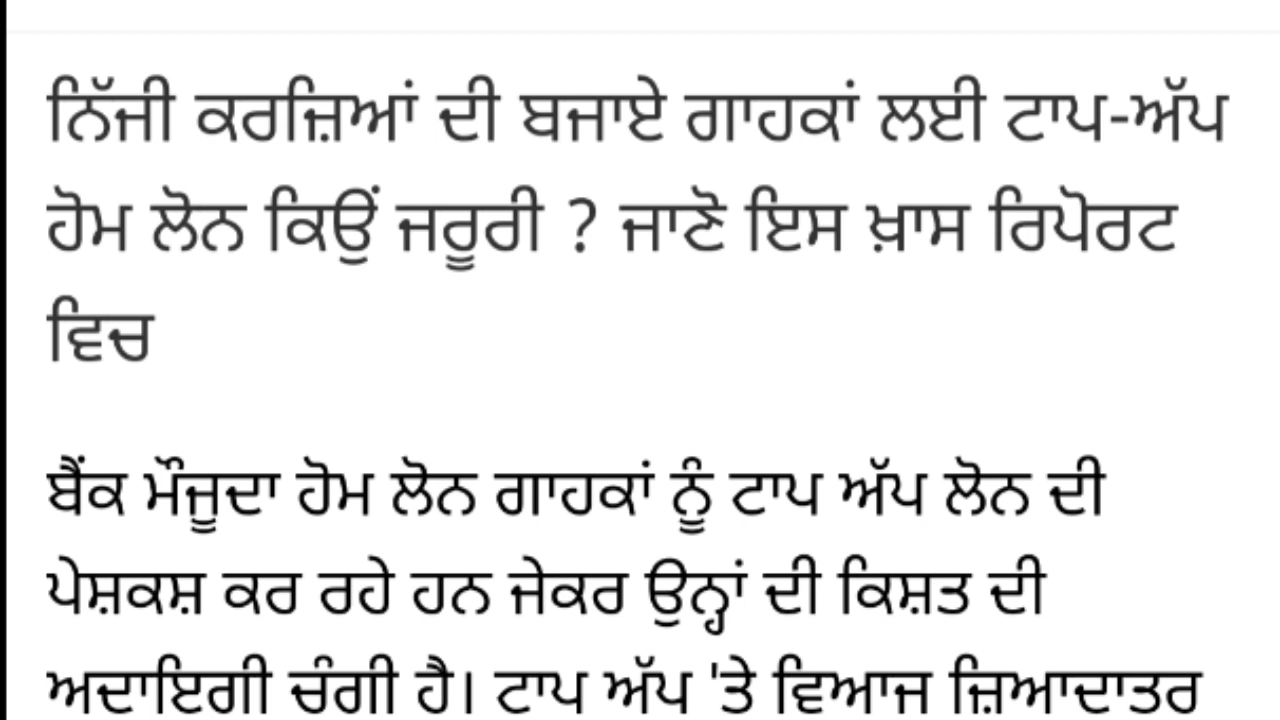 ਨਿੱਜੀ ਕਰਜ਼ਿਆਂ ਦੀ ਬਜਾਏ ਗਾਹਕਾਂ ਲਈ ਟਾਪ-ਅੱਪ
ਹੋਮ ਲੋਨ ਕਿਉਂ ਜਰੂਰੀ ? ਜਾਣੋ ਇਸ ਖ਼ਾਸ ਰਿਪੋਰਟ
ਵਿਚ
ਬੈਂਕ ਮੌਜੂਦਾ ਹੋਮ ਲੋਨ ਗਾਹਕਾਂ ਨੂੰ ਟਾਪ ਅੱਪ ਲੋਨ ਦੀ
ਪੇਸ਼ਕਸ਼ ਕਰ ਰਹੇ ਹਨ ਜੇਕਰ ਉਨ੍ਹਾਂ ਦੀ ਕਿਸ਼ਤ ਦੀ
ਅਦਾਇਗੀ ਚੰਗੀ ਹੈ। ਟਾਪ ਅੱਪ 'ਤੇ ਵਿਆਜ ਜ਼ਿਆਦਾਤਰ